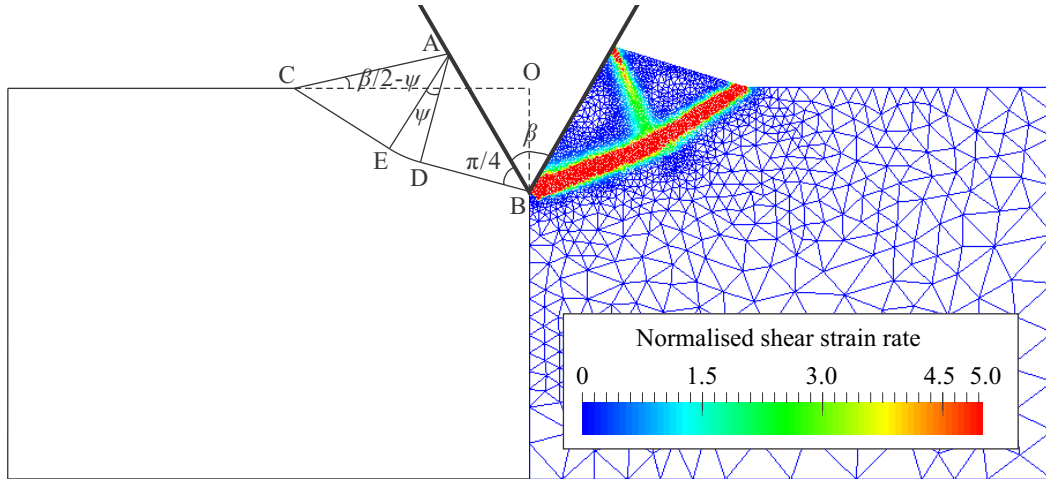 A
O
C
β/2-ψ
ψ
β
E
π/4
D
B
Normalised shear strain rate
0 1.5 3.0 4.5 5.0